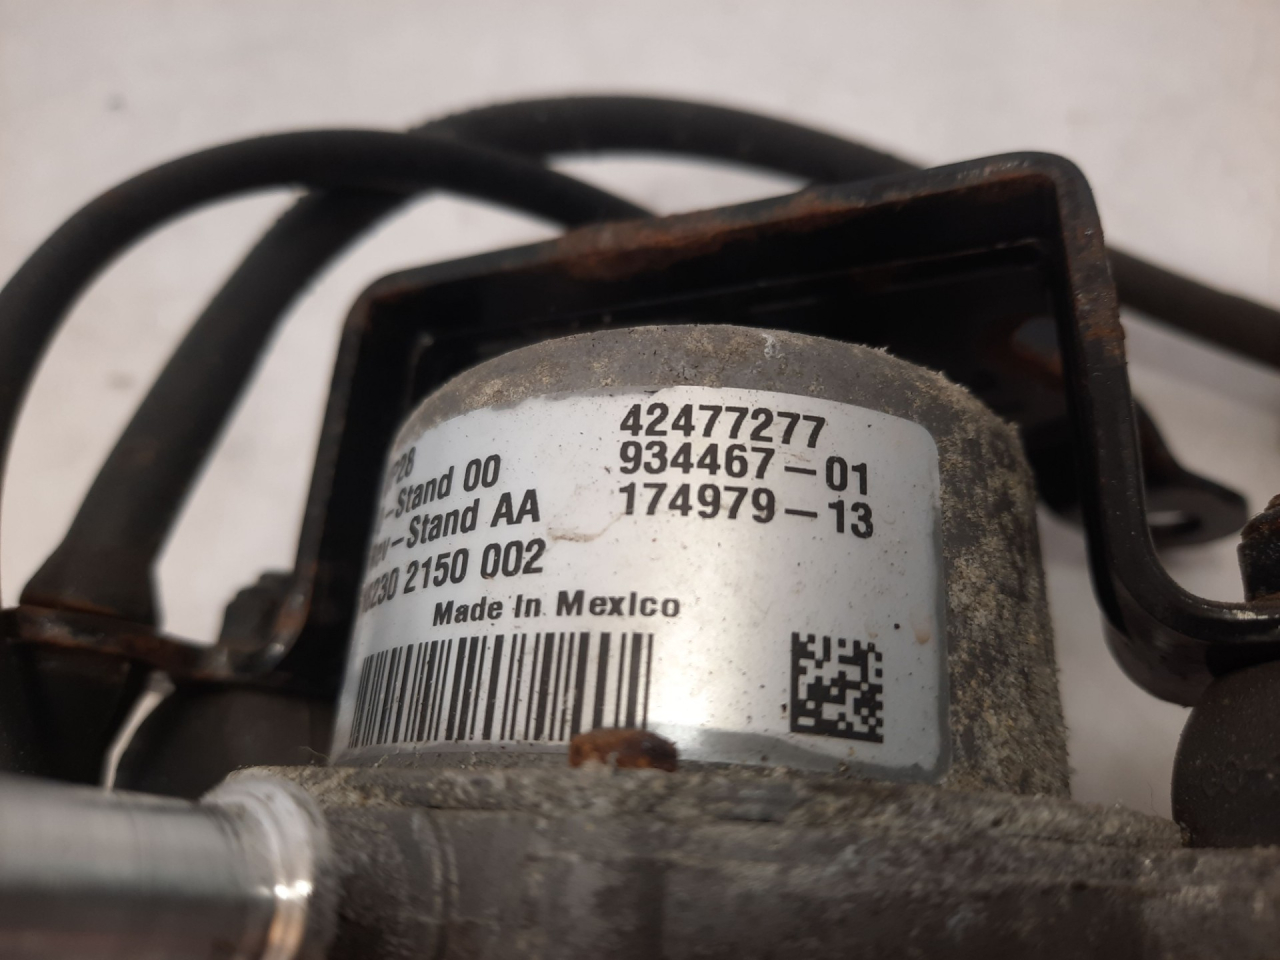 -Stand 00
-Stand AA
2150 002
42477277
934467-01
174979-13
Made In Mexico